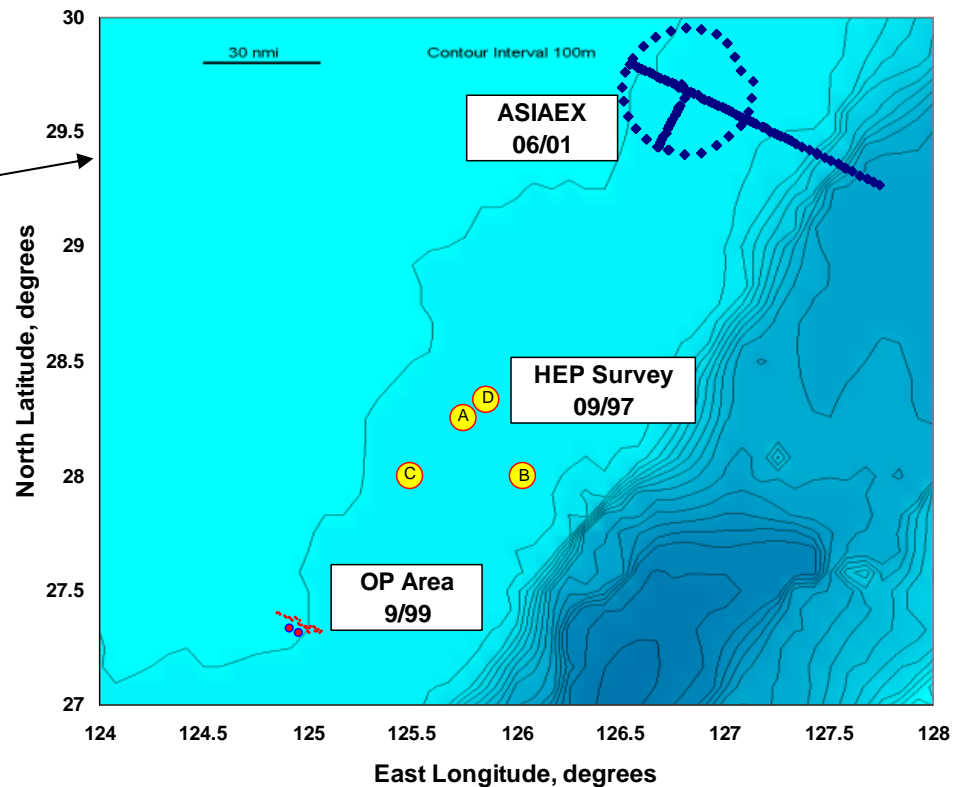 30
30 nmi
Contour Interval 100m
ASIAEX
06/01
29.5
29
North Latitude, degrees
28.5
HEP Survey
09/97
D
A
28
C
B
27.5
OP Area
9/99
27
124
124.5
125
125.5
126
126.5
127
127.5
128
East Longitude, degrees